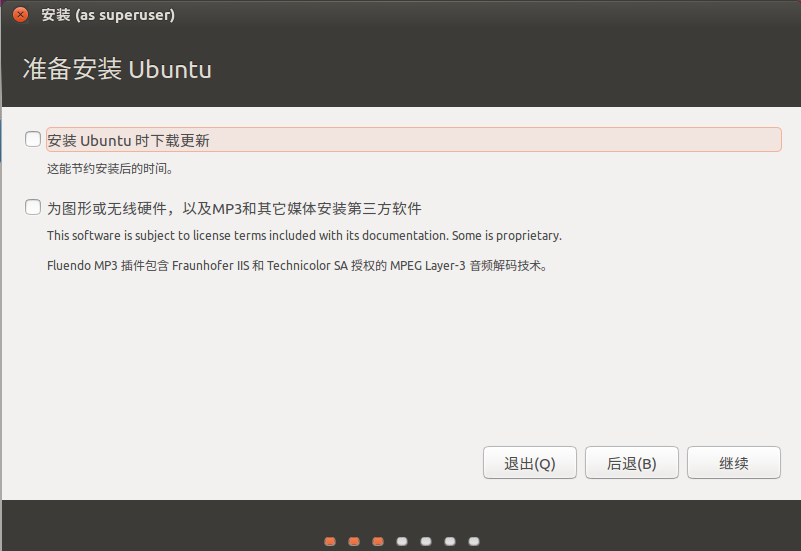 安装 (as superuser)
准备安装 Ubuntu
安装 Ubuntu 时下载更新
这能节约安装后的时间。
为图形或无线硬件，以及MP3和其它媒体安装第三方软件
This software is subject to license terms included with its documentation. Some is proprietary.
Fluendo MP3 插件包含 Fraunhofer IIS 和 Technicolor SA 授权的 MPEG Layer-3 音频解码技术。
退出(Q) 后退(B) 继续